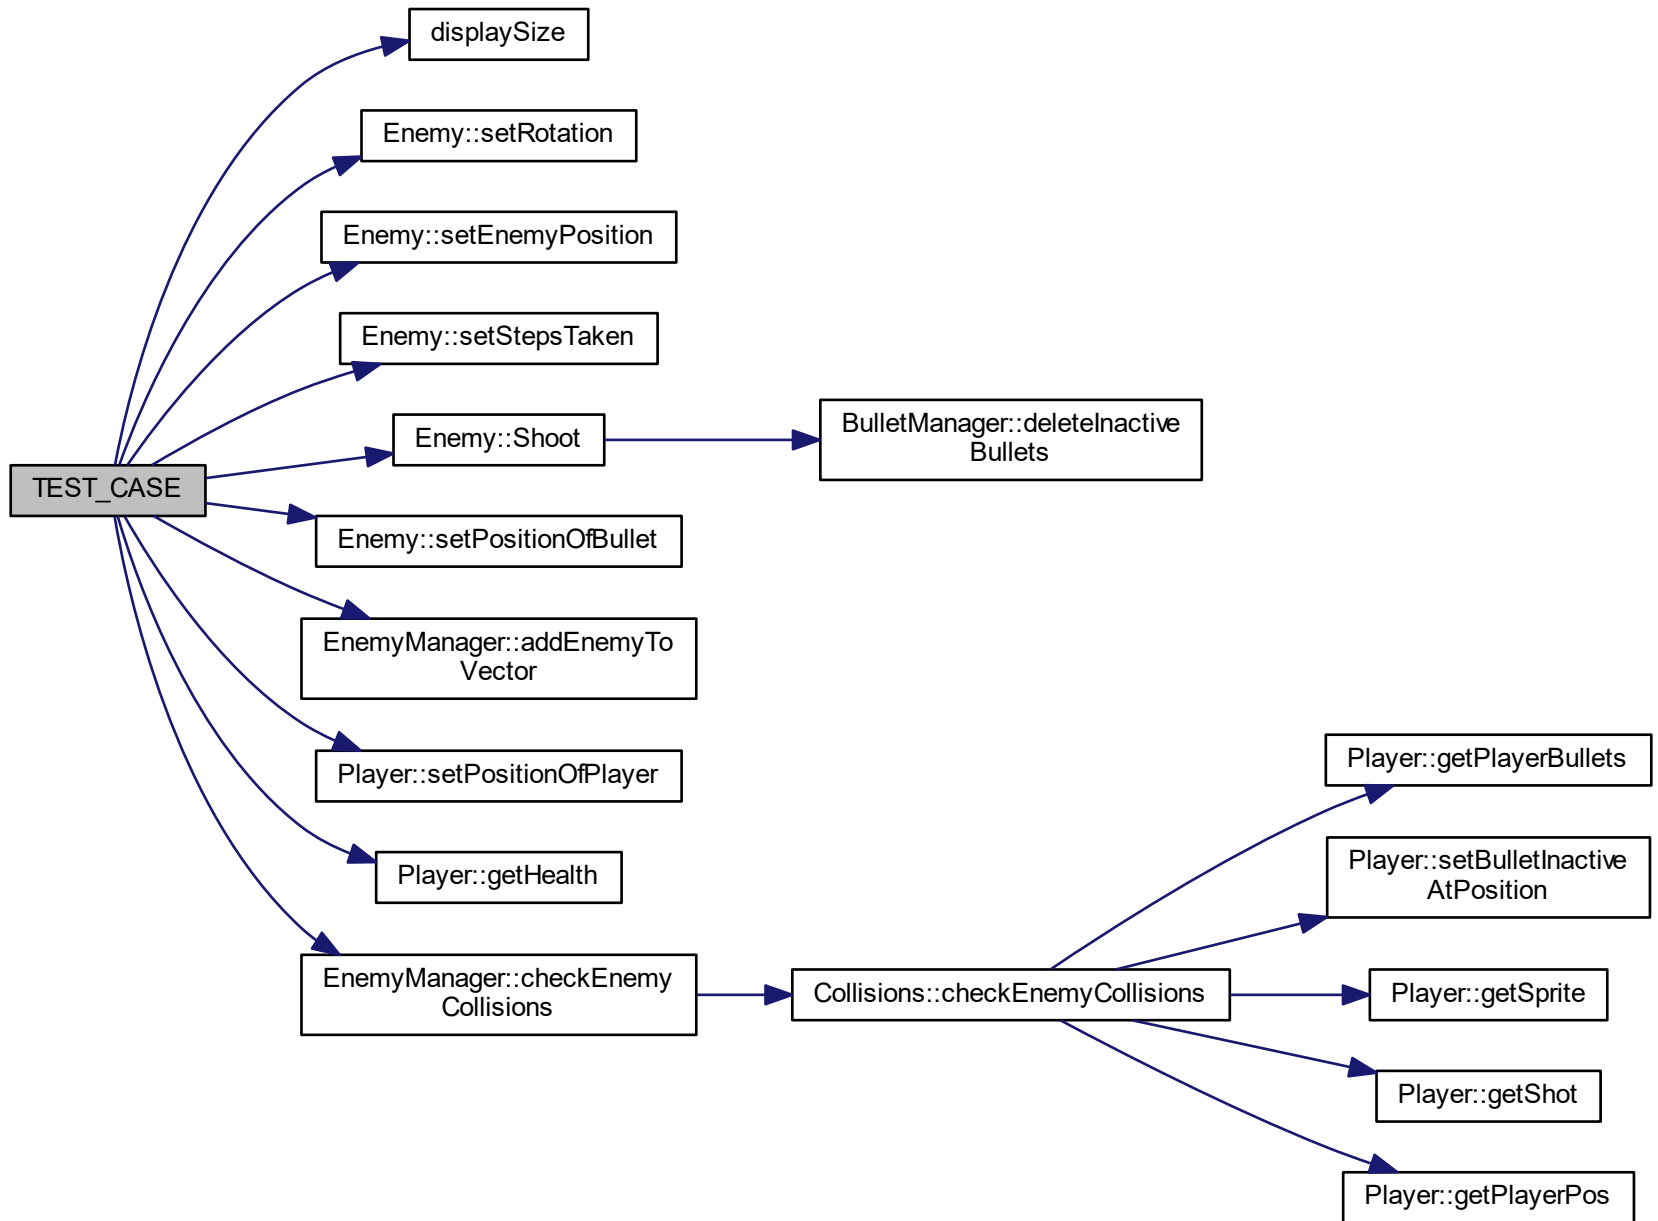 displaySize
Enemy::setRotation
Enemy::setEnemyPosition
Enemy::setStepsTaken
Enemy::Shoot
BulletManager::deleteInactive
Bullets
TEST_CASE
Enemy::setPositionOfBullet
EnemyManager::addEnemyTo
Vector
Player::setPositionOfPlayer
Player::getHealth
EnemyManager::checkEnemy
Collisions
Collisions::checkEnemyCollisions
Player::getPlayerBullets
Player::setBulletInactive
AtPosition
Player::getSprite
Player::getShot
Player::getPlayerPos